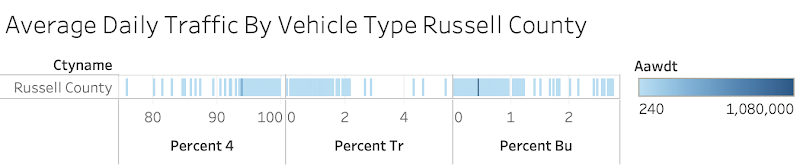 Average Daily Traffic By Vehicle Type Russell County
Ctyname
Russell County
80 90 100 0 2 4 0 1 2
Percent 4 Percent Tr Percent Bu
Aawdt
240 1,080,000